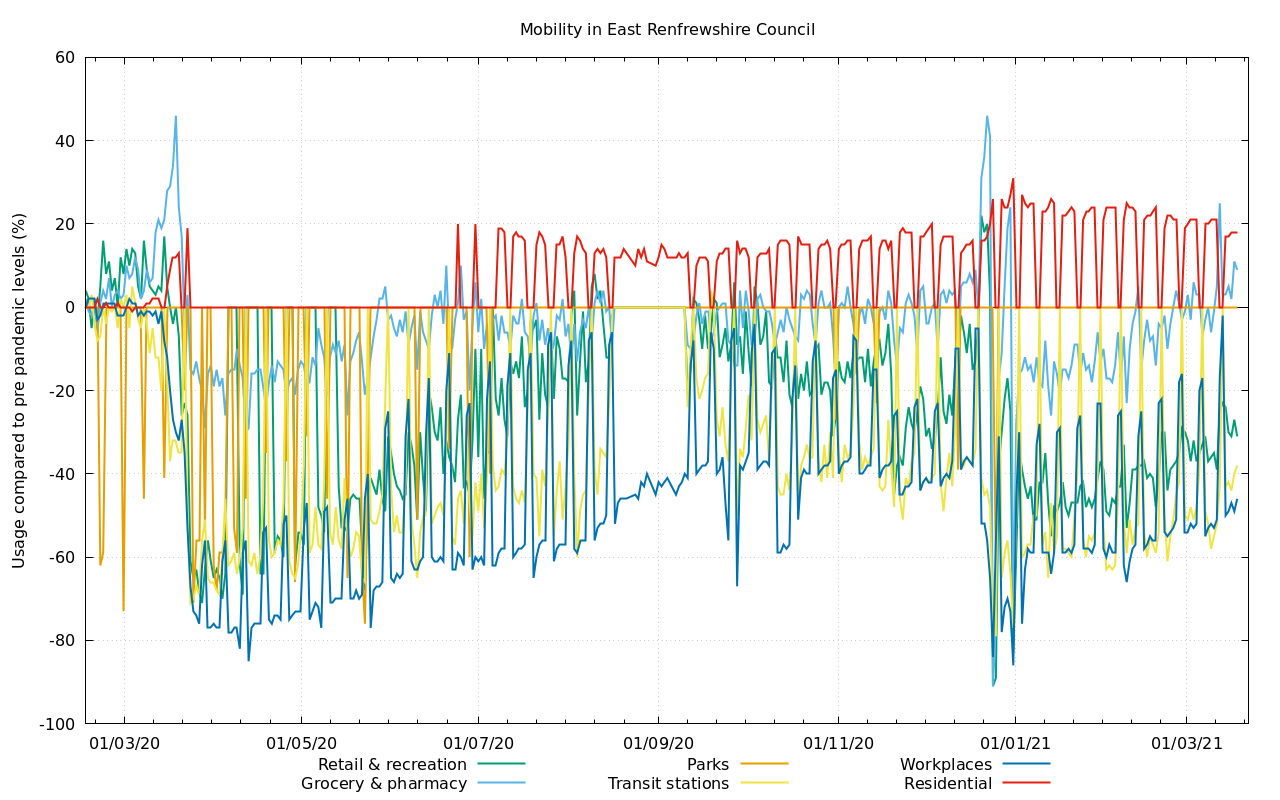 Mobility in East Renfrewshire Council
Usage compared to pre pandemic levels (%)
60
40
20
0
-20
-40
-60
-80
-100
01/03/20 01/05/20 01/07/20 01/09/20 01/11/20 01/01/21 01/03/21
Retail & recreation Parks Workplaces
Grocery & pharmacy Transit stations Residential